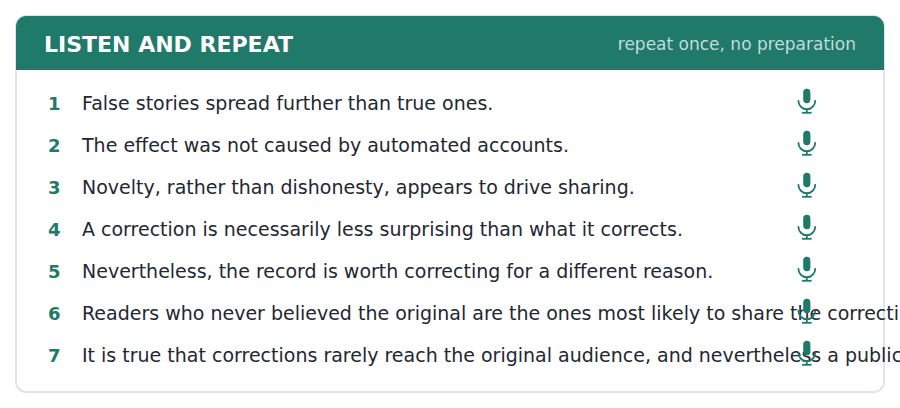 LISTEN AND REPEAT repeat once, no preparation
1 False stories spread further than true ones.
2 The effect was not caused by automated accounts.
3 Novelty, rather than dishonesty, appears to drive sharing.
4 A correction is necessarily less surprising than what it corrects.
5 Nevertheless, the record is worth correcting for a different reason.
6 Readers who never believed the original are the ones most likely to share the correcti
7 It is true that corrections rarely reach the original audience, and nevertheless a public